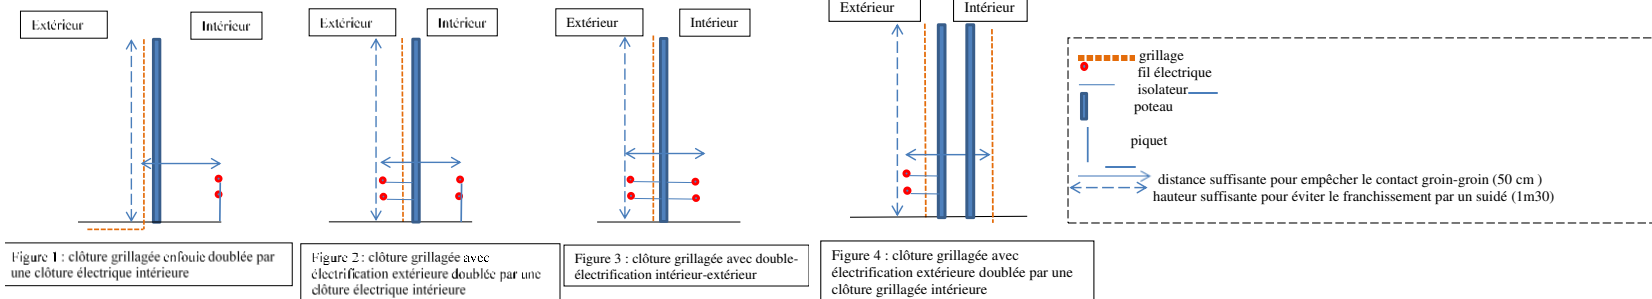 Extérieur
Intérieur
Figure 1 : clôture grillagée enfouie doublée par
une clôture électrique intérieure
Extérieur
Intérieur
Figure 2 : clôture grillagée avec
électrification extérieure doublée par une
clôture électrique intérieure
Extérieur
Intérieur
Figure 3 : clôture grillagée avec double-
électrification intérieur-extérieur
Extérieur
Intérieur
Figure 4 : clôture grillagée avec
électrification extérieure doublée par une
clôture grillagée intérieure
grillage
fil électrique
isolateur
poteau
piquet
distance suffisante pour empêcher le contact groin-groin (50 cm )
hauteur suffisante pour éviter le franchissement par un suidé (1m30)